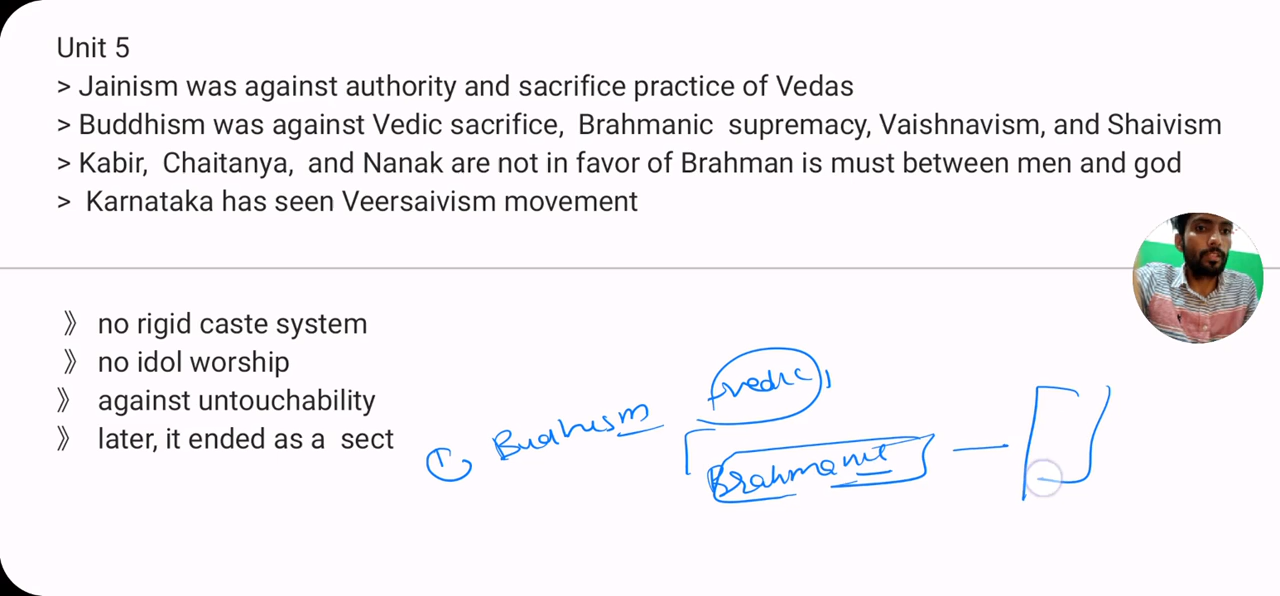 Unit 5
> Jainism was against authority and sacrifice practice of Vedas
> Buddhism was against Vedic sacrifice, Brahmanic supremacy, Vaishnavism, and Shaivism
> Kabir, Chaitanya, and Nanak are not in favor of Brahman is must between men and god
> Karnataka has seen Veersaivism movement
》 no rigid caste system
》 no idol worship
》 against untouchability
》 later, it ended as a sect
vedic
① Budhism